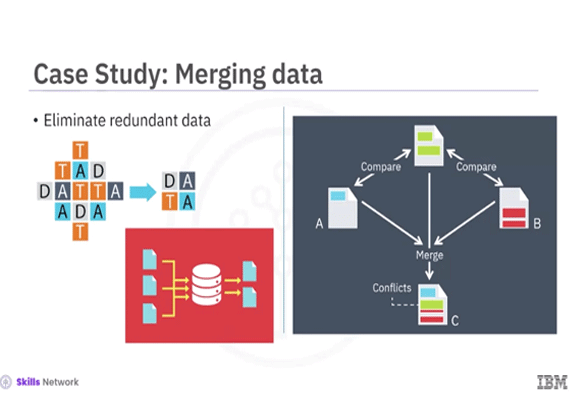 Case Study: Merging data
• Eliminate redundant data
T
T A D
D A T T A
A D A
T
D A
T A
Compare
Compare
A
B
Merge
Conflicts
C
Skills Network
IBM